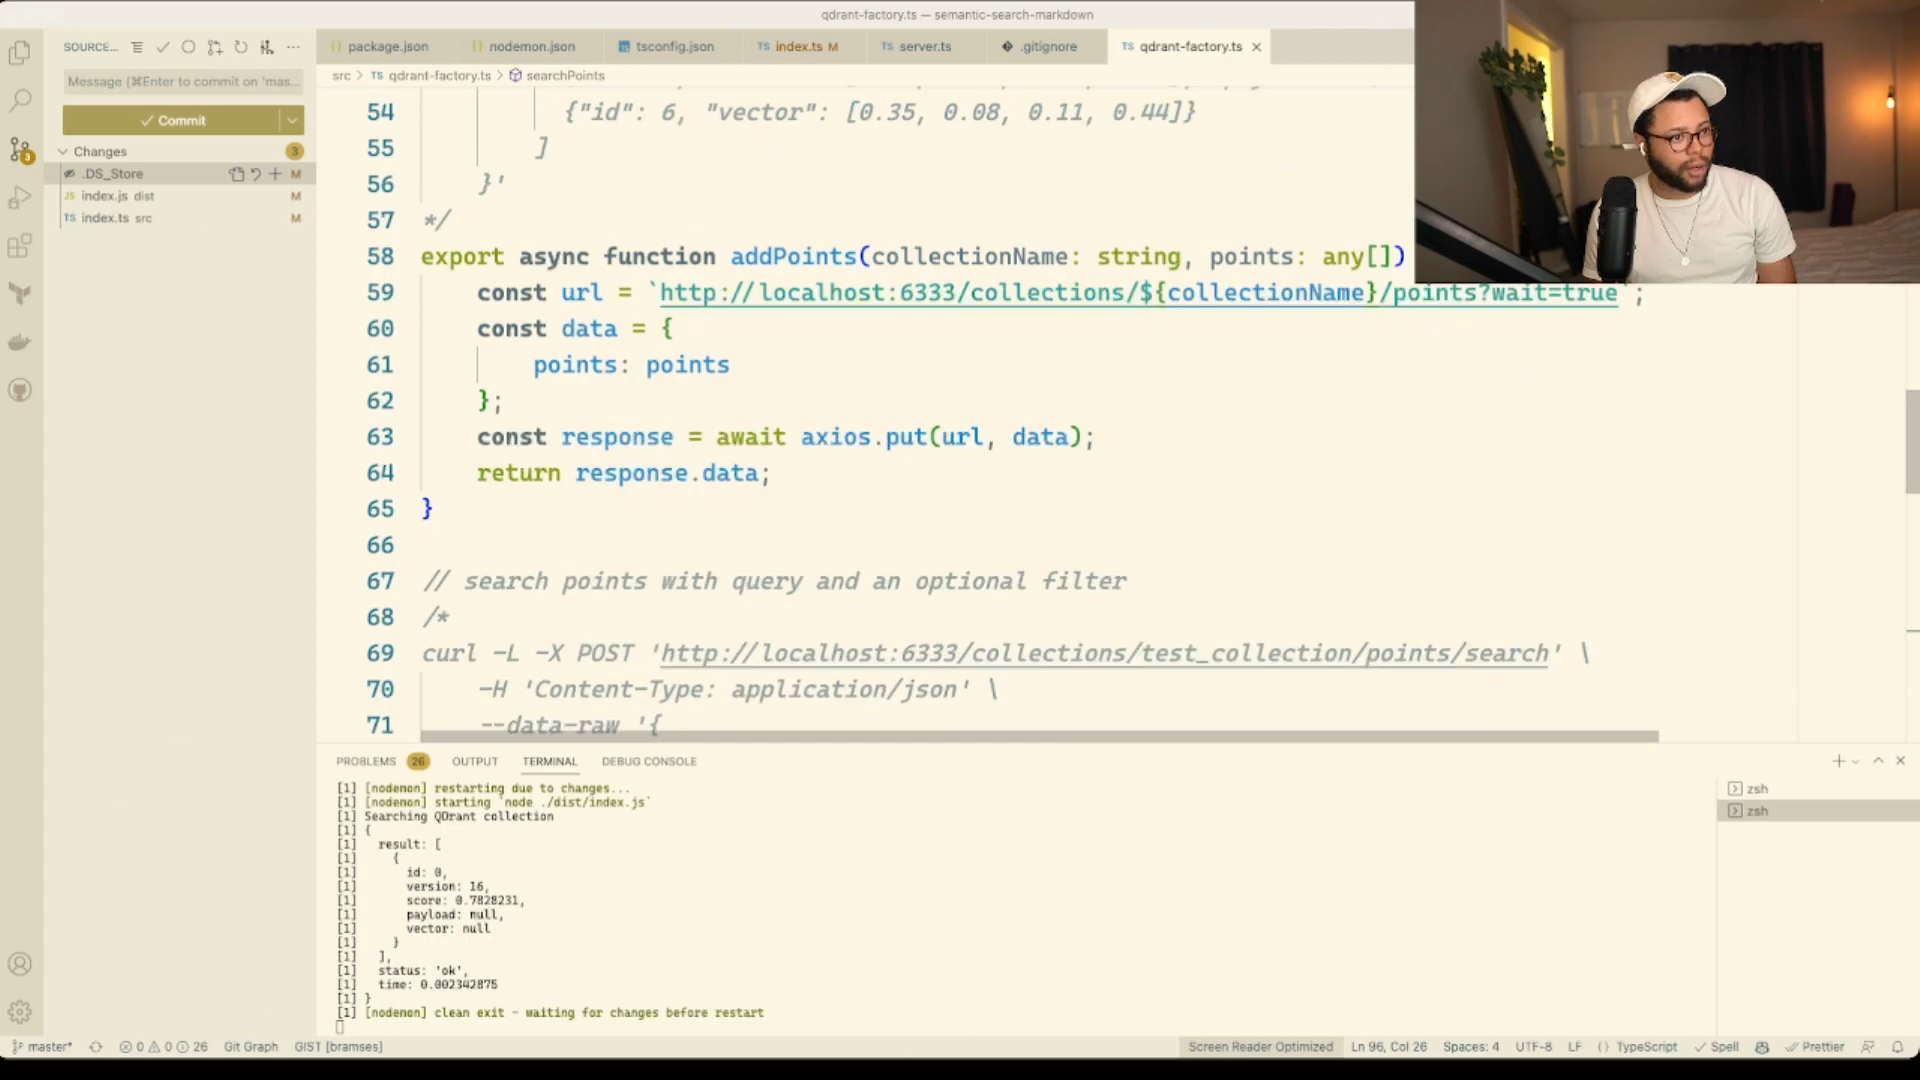 qdrant-factory.ts — semantic-search-markdown
SOURCE...
package.json
nodemon.json
tsconfig.json
TS index.ts M
TS server.ts
.gitignore
TS qdrant-factory.ts
src > TS qdrant-factory.ts > searchPoints
Message (⌘Enter to commit on 'mas...
Commit
Changes 3
.DS_Store M
JS index.js dist M
TS index.ts src M
3
54 {"id": 6, "vector": [0.35, 0.08, 0.11, 0.44]}
55 ]
56 }'
57 */
58 export async function addPoints(collectionName: string, points: any[])
59 const url = `http://localhost:6333/collections/${collectionName}/points?wait=true`;
60 const data = {
61 points: points
62 };
63 const response = await axios.put(url, data);
64 return response.data;
65 }
66
67 // search points with query and an optional filter
68 /*
69 curl -L -X POST 'http://localhost:6333/collections/test_collection/points/search' \
70 -H 'Content-Type: application/json' \
71 --data-raw '{
PROBLEMS 26 OUTPUT TERMINAL DEBUG CONSOLE
[1] [nodemon] restarting due to changes...
[1] [nodemon] starting `node ./dist/index.js`
[1] Searching QDrant collection
[1] {
[1] result: [
[1] {
[1] id: 0,
[1] version: 16,
[1] score: 0.7828231,
[1] payload: null,
[1] vector: null
[1] }
[1] ],
[1] status: 'ok',
[1] time: 0.002342875
[1] }
[1] [nodemon] clean exit - waiting for changes before restart
zsh
zsh
master* 0 0 26 Git Graph GIST [bramses]
Screen Reader Optimized Ln 96, Col 26 Spaces: 4 UTF-8 LF {} TypeScript Spell Prettier